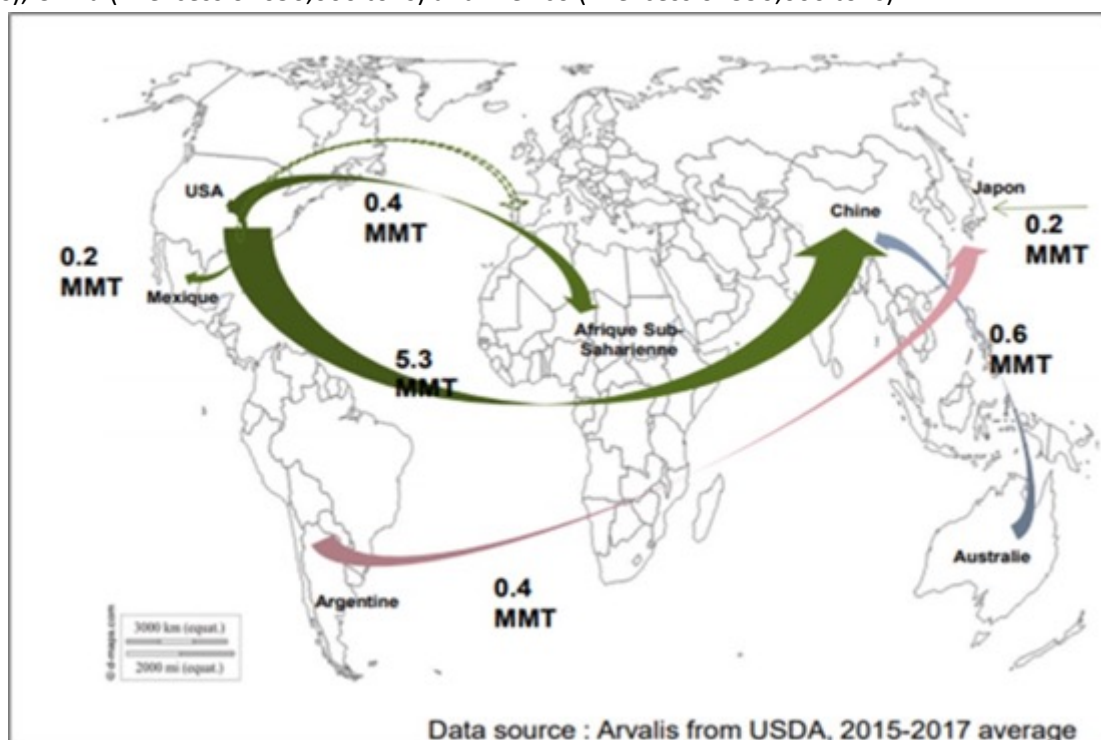 USA
Japon
Chine
0.4
MMT
0.2
MMT
0.2
MMT
Mexique
Afrique Sub-
Saharienne
0.6
MMT
5.3
MMT
Australie
0.4
MMT
Argentine
3000 km (equat.)
2000 mi (equat.)
© d-maps.com
Data source : Arvalis from USDA, 2015-2017 average